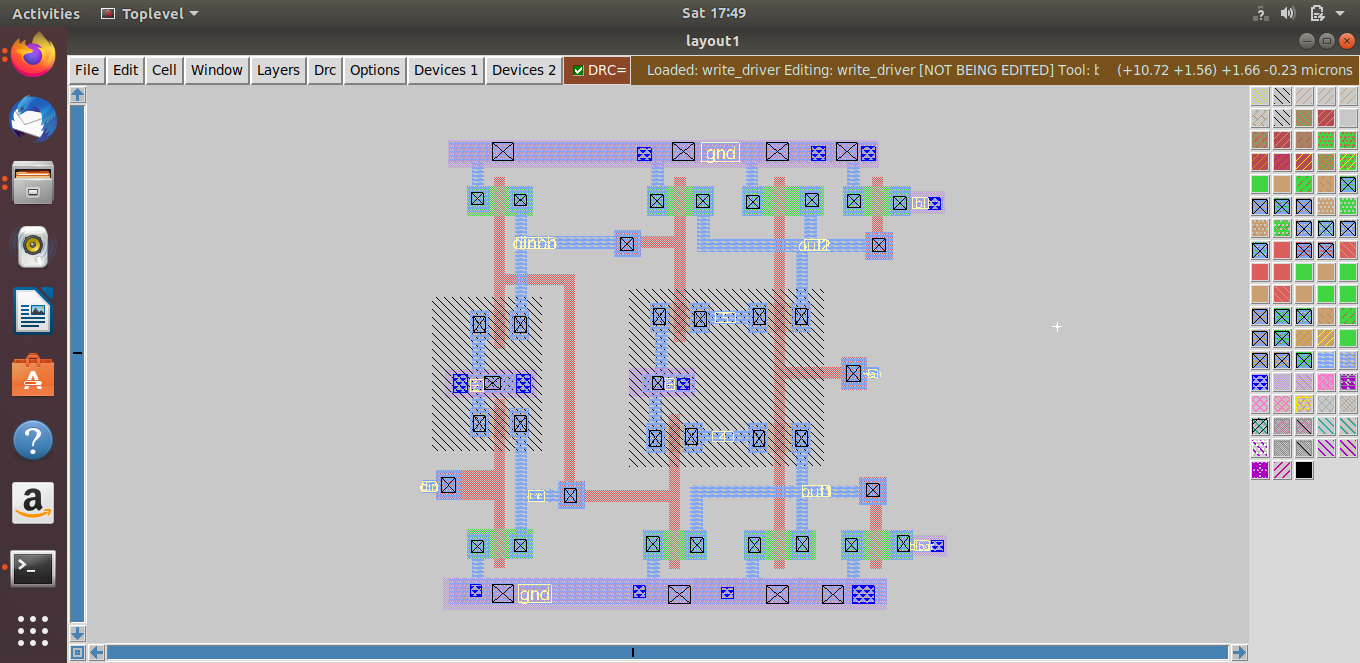 Activities Toplevel Sat 17:49
layout1
File Edit Cell Window Layers Drc Options Devices 1 Devices 2 DRC= Loaded: write_driver Editing: write_driver [NOT BEING EDITED] Tool: b (+10.72 +1.56) +1.66 -0.23 microns
gnd
dinbb out2
din
out1
gnd